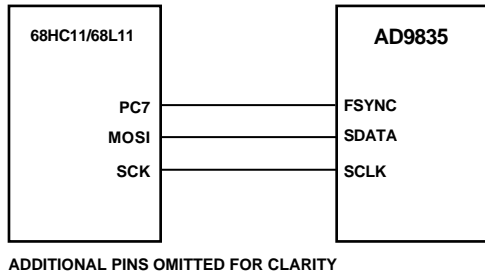 68HC11/68L11
AD9835
PC7
FSYNC
MOSI
SDATA
SCK
SCLK
ADDITIONAL PINS OMITTED FOR CLARITY